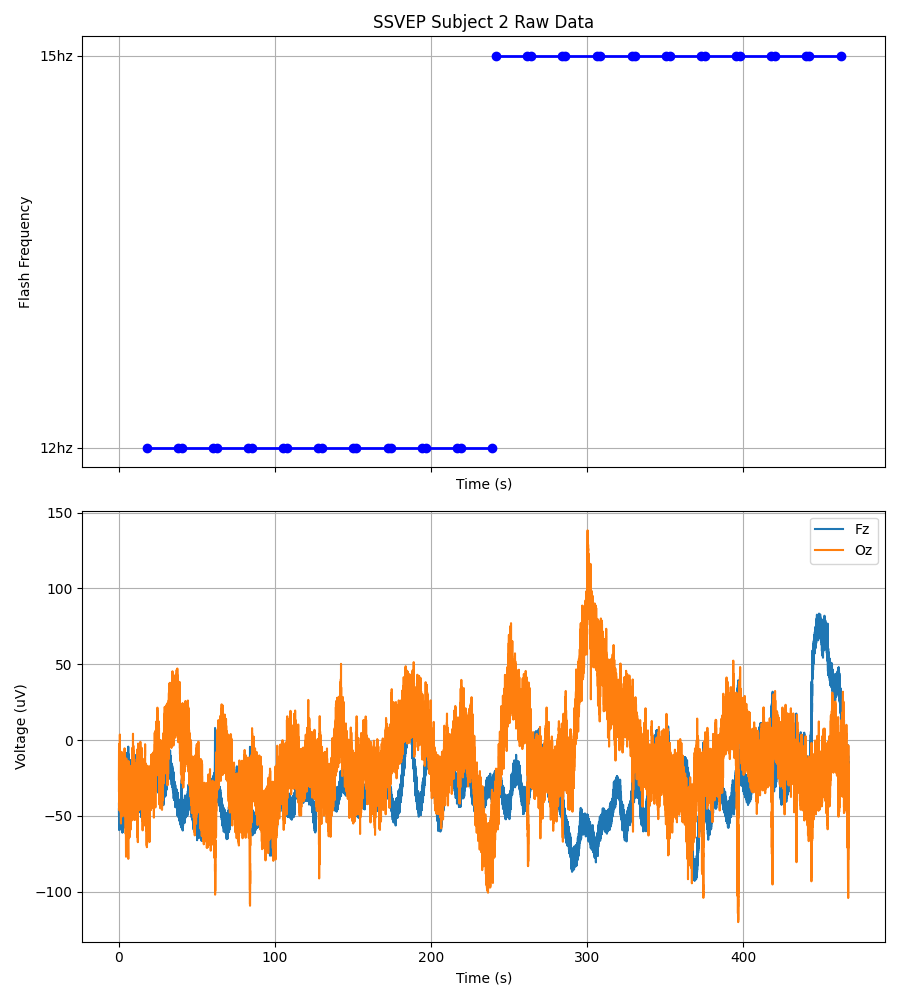 SSVEP Subject 2 Raw Data
15hz
Flash Frequency
12hz
Time (s)
150
Fz
Oz
100
50
Voltage (uV)
0
−50
−100
0 100 200 300 400
Time (s)